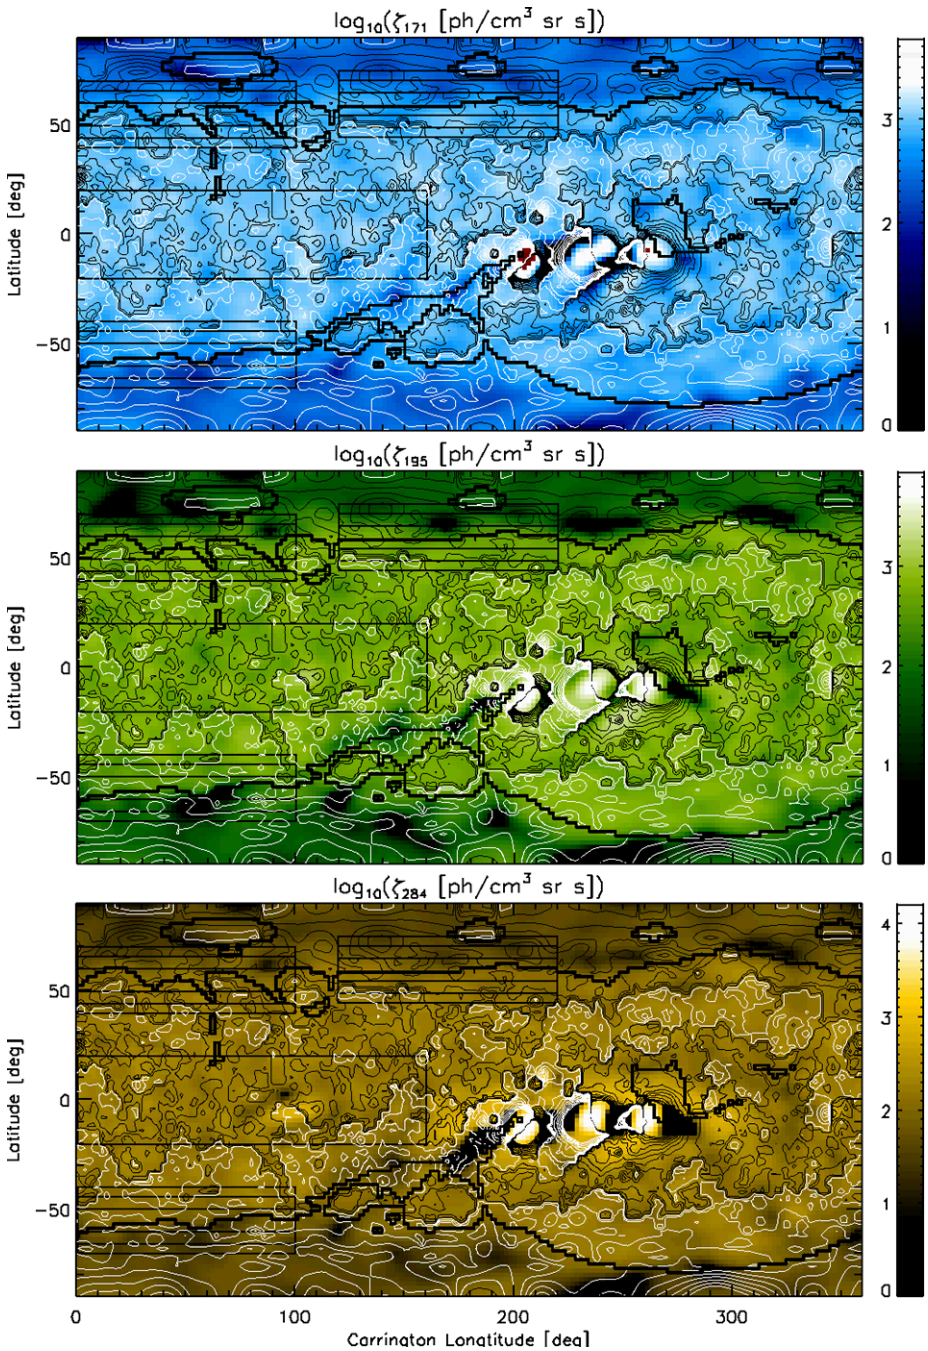 log₁₀(ζ₁₇₁ [ph/cm³ sr s])
50
0
−50
Latitude [deg]
3
2
1
0
log₁₀(ζ₁₉₅ [ph/cm³ sr s])
50
0
−50
Latitude [deg]
3
2
1
0
log₁₀(ζ₂₈₄ [ph/cm³ sr s])
50
0
−50
Latitude [deg]
4
3
2
1
0
0 100 200 300
Carrington Longtitude [deg]